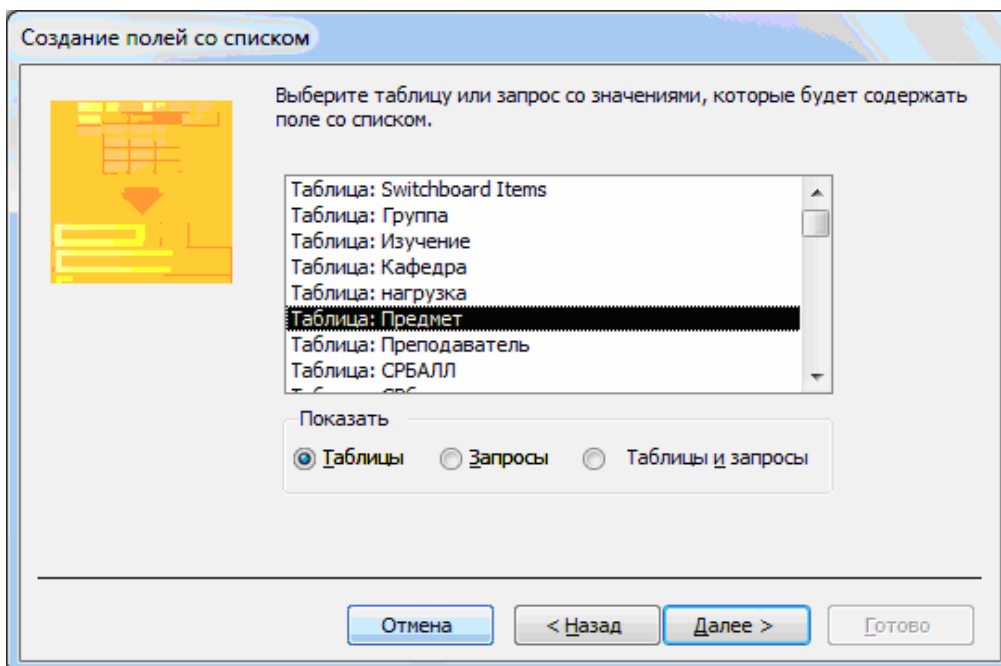 Создание полей со списком
Выберите таблицу или запрос со значениями, которые будет содержать
поле со списком.
Таблица: Switchboard Items
Таблица: Группа
Таблица: Изучение
Таблица: Кафедра
Таблица: нагрузка
Таблица: Предмет
Таблица: Преподаватель
Таблица: СРБАЛЛ
Показать
Таблицы Запросы Таблицы и запросы
Отмена < Назад Далее > Готово